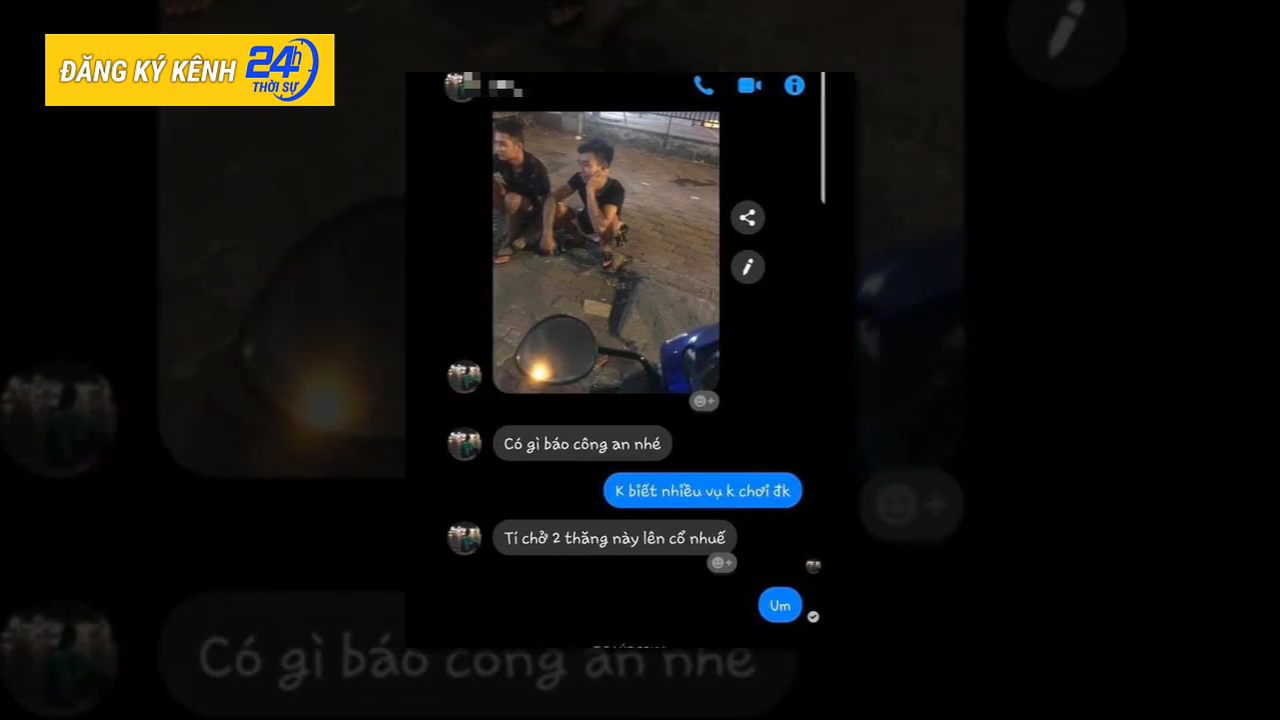 ĐĂNG KÝ KÊNH 24h
THỜI SỰ
Có gì báo công an nhé
K biết nhiều vụ k chơi đk
Tí chở 2 thăng này lên cổ nhuế
Um
Có gì báo công an nhé